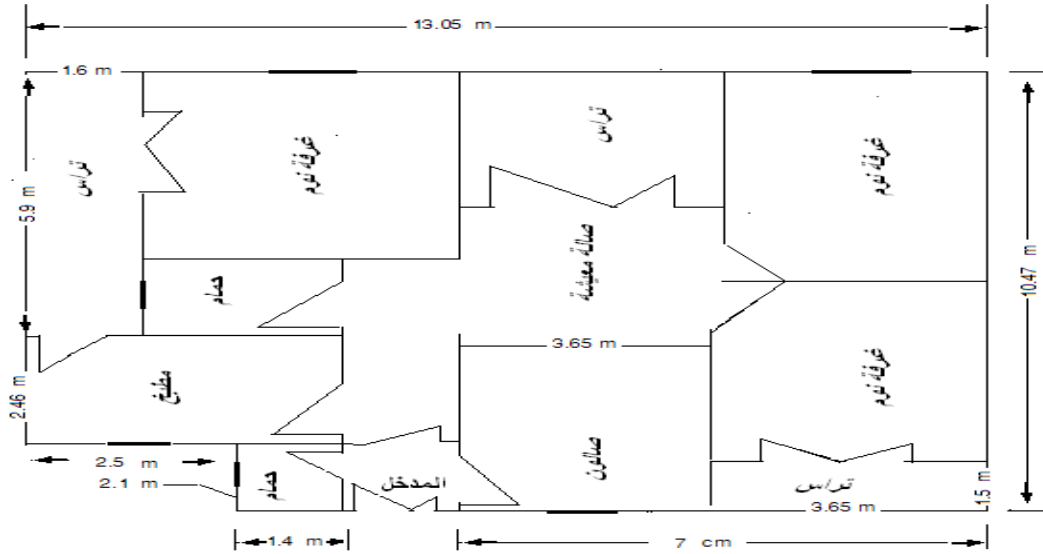 13.05 m
1.6 m
تراس
غرفة نوم
تراس
غرفة نوم
5.9 m
صالة معيشة
10.47 m
حمام
3.65 m
غرفة نوم
مطبخ
2.46 m
2.5 m
2.1 m
حمام
المدخل
صالون
تراس
1.5 m
3.65 m
1.4 m
7 cm